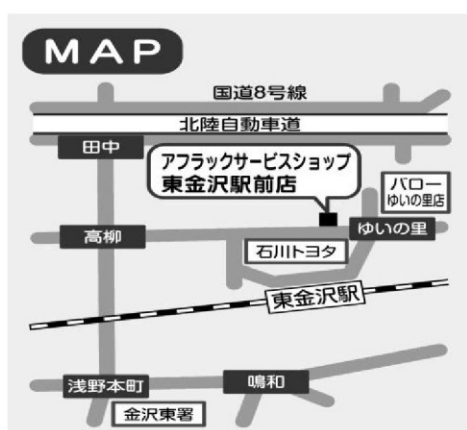 MAP
国道8号線
北陸自動車道
田中
アフラックサービスショップ
東金沢駅前店
バロー
ゆいの里店
高柳
ゆいの里
石川トヨタ
東金沢駅
浅野本町
鳴和
金沢東署